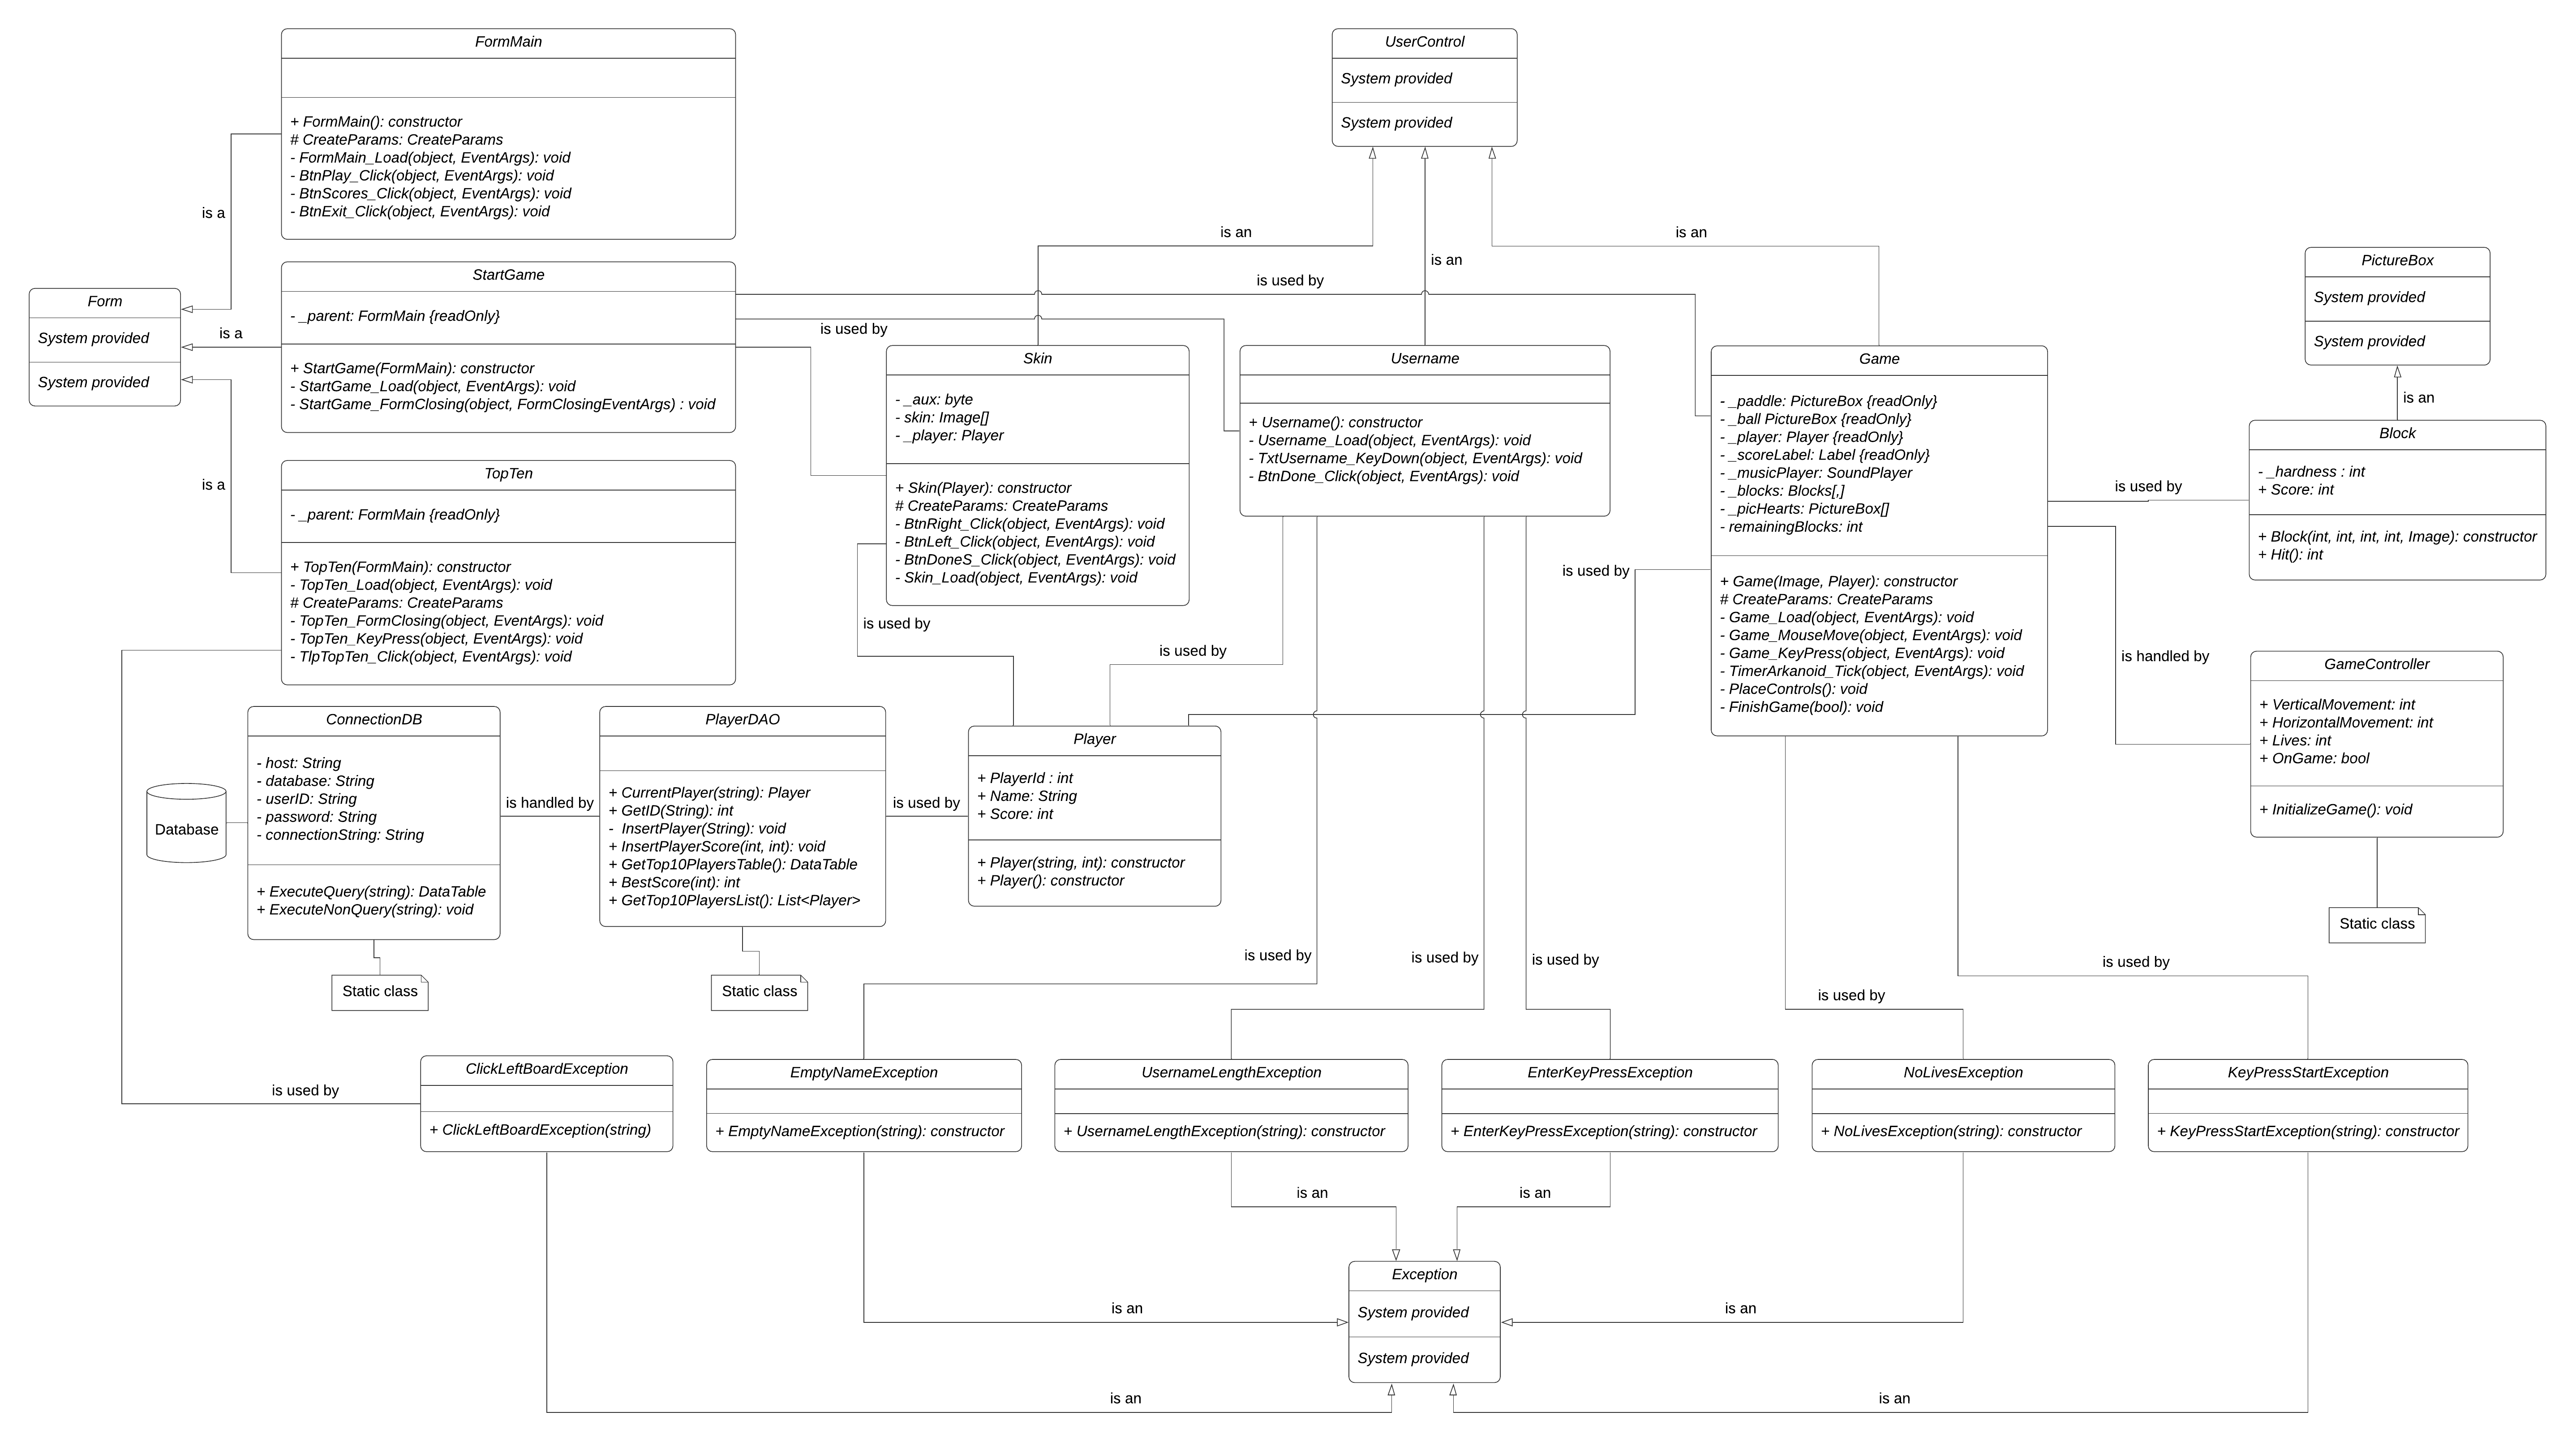 FormMain
+ FormMain(): constructor
# CreateParams: CreateParams
- FormMain_Load(object, EventArgs): void
- BtnPlay_Click(object, EventArgs): void
- BtnScores_Click(object, EventArgs): void
- BtnExit_Click(object, EventArgs): void
UserControl
System provided
System provided
is a
is an
is an
is an
is used by
Form
System provided
System provided
is a
is a
StartGame
- _parent: FormMain {readOnly}
+ StartGame(FormMain): constructor
- StartGame_Load(object, EventArgs): void
- StartGame_FormClosing(object, FormClosingEventArgs) : void
is used by
TopTen
- _parent: FormMain {readOnly}
+ TopTen(FormMain): constructor
- TopTen_Load(object, EventArgs): void
# CreateParams: CreateParams
- TopTen_FormClosing(object, EventArgs): void
- TopTen_KeyPress(object, EventArgs): void
- TlpTopTen_Click(object, EventArgs): void
Skin
- _aux: byte
- skin: Image[]
- _player: Player
+ Skin(Player): constructor
# CreateParams: CreateParams
- BtnRight_Click(object, EventArgs): void
- BtnLeft_Click(object, EventArgs): void
- BtnDoneS_Click(object, EventArgs): void
- Skin_Load(object, EventArgs): void
Username
+ Username(): constructor
- Username_Load(object, EventArgs): void
- TxtUsername_KeyDown(object, EventArgs): void
- BtnDone_Click(object, EventArgs): void
Game
- _paddle: PictureBox {readOnly}
- _ball PictureBox {readOnly}
- _player: Player {readOnly}
- _scoreLabel: Label {readOnly}
- _musicPlayer: SoundPlayer
- _blocks: Blocks[,]
- _picHearts: PictureBox[]
- remainingBlocks: int
+ Game(Image, Player): constructor
# CreateParams: CreateParams
- Game_Load(object, EventArgs): void
- Game_MouseMove(object, EventArgs): void
- Game_KeyPress(object, EventArgs): void
- TimerArkanoid_Tick(object, EventArgs): void
- PlaceControls(): void
- FinishGame(bool): void
PictureBox
System provided
System provided
is an
Block
- _hardness : int
+ Score: int
+ Block(int, int, int, int, Image): constructor
+ Hit(): int
is used by
is handled by
GameController
+ VerticalMovement: int
+ HorizontalMovement: int
+ Lives: int
+ OnGame: bool
+ InitializeGame(): void
Static class
is used by
is used by
is used by
Database
ConnectionDB
- host: String
- database: String
- userID: String
- password: String
- connectionString: String
+ ExecuteQuery(string): DataTable
+ ExecuteNonQuery(string): void
Static class
is handled by
PlayerDAO
+ CurrentPlayer(string): Player
+ GetID(String): int
- InsertPlayer(String): void
+ InsertPlayerScore(int, int): void
+ GetTop10PlayersTable(): DataTable
+ BestScore(int): int
+ GetTop10PlayersList(): List<Player>
Static class
is used by
Player
+ PlayerId : int
+ Name: String
+ Score: int
+ Player(string, int): constructor
+ Player(): constructor
is used by
is used by
is used by
is used by
is used by
is used by
ClickLeftBoardException
+ ClickLeftBoardException(string)
EmptyNameException
+ EmptyNameException(string): constructor
UsernameLengthException
+ UsernameLengthException(string): constructor
EnterKeyPressException
+ EnterKeyPressException(string): constructor
NoLivesException
+ NoLivesException(string): constructor
KeyPressStartException
+ KeyPressStartException(string): constructor
is an
is an
Exception
System provided
System provided
is an
is an
is an
is an